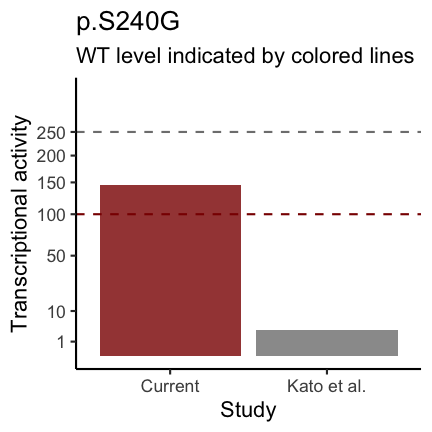 p.S240G
WT level indicated by colored lines
Transcriptional activity
250
200
150
100
50
10
1
Current
Kato et al.
Study